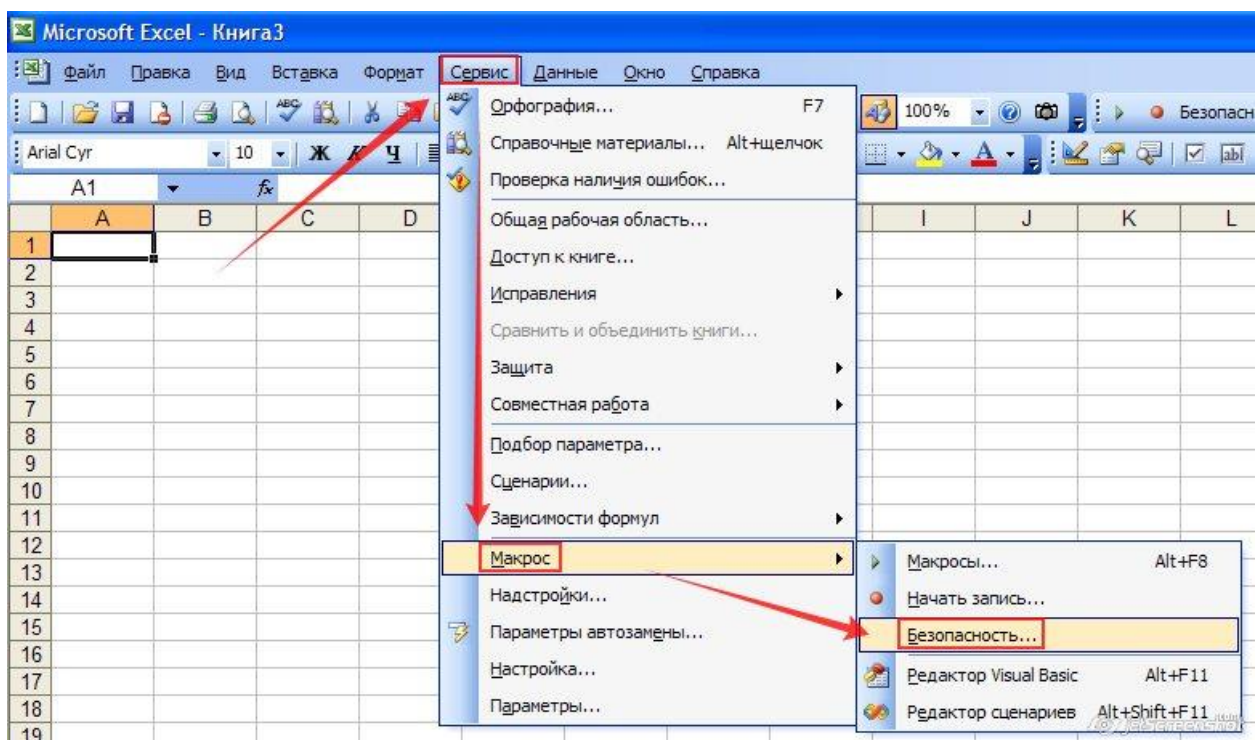 Microsoft Excel - Книга3
Файл Правка Вид Вставка Формат Сервис Данные Окно Справка
100% Безопасн
Arial Cyr 10 Ж К Ч
A1 fx
A B C D I J K L
1
2
3
4
5
6
7
8
9
10
11
12
13
14
15
16
17
18
19
Орфография... F7
Справочные материалы... Alt+щелчок
Проверка наличия ошибок...
Общая рабочая область...
Доступ к книге...
Исправления
Сравнить и объединить книги...
Защита
Совместная работа
Подбор параметра...
Сценарии...
Зависимости формул
Макрос
Надстройки...
Параметры автозамены...
Настройка...
Параметры...
Макросы... Alt+F8
Начать запись...
Безопасность...
Редактор Visual Basic Alt+F11
Редактор сценариев Alt+Shift+F11